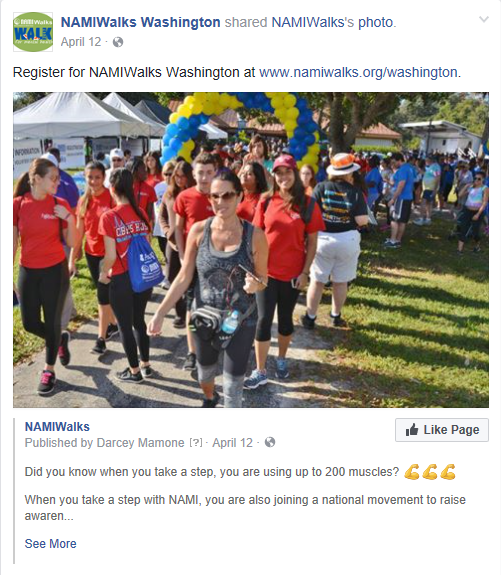 NAMIWalks Washington shared NAMIWalks's photo.
April 12 ·
Register for NAMIWalks Washington at www.namiwalks.org/washington.
INFORMATION
NAMIWalks
Like Page
Published by Darcey Mamone [?] · April 12 ·
Did you know when you take a step, you are using up to 200 muscles? 💪💪💪
When you take a step with NAMI, you are also joining a national movement to raise
awaren...
See More